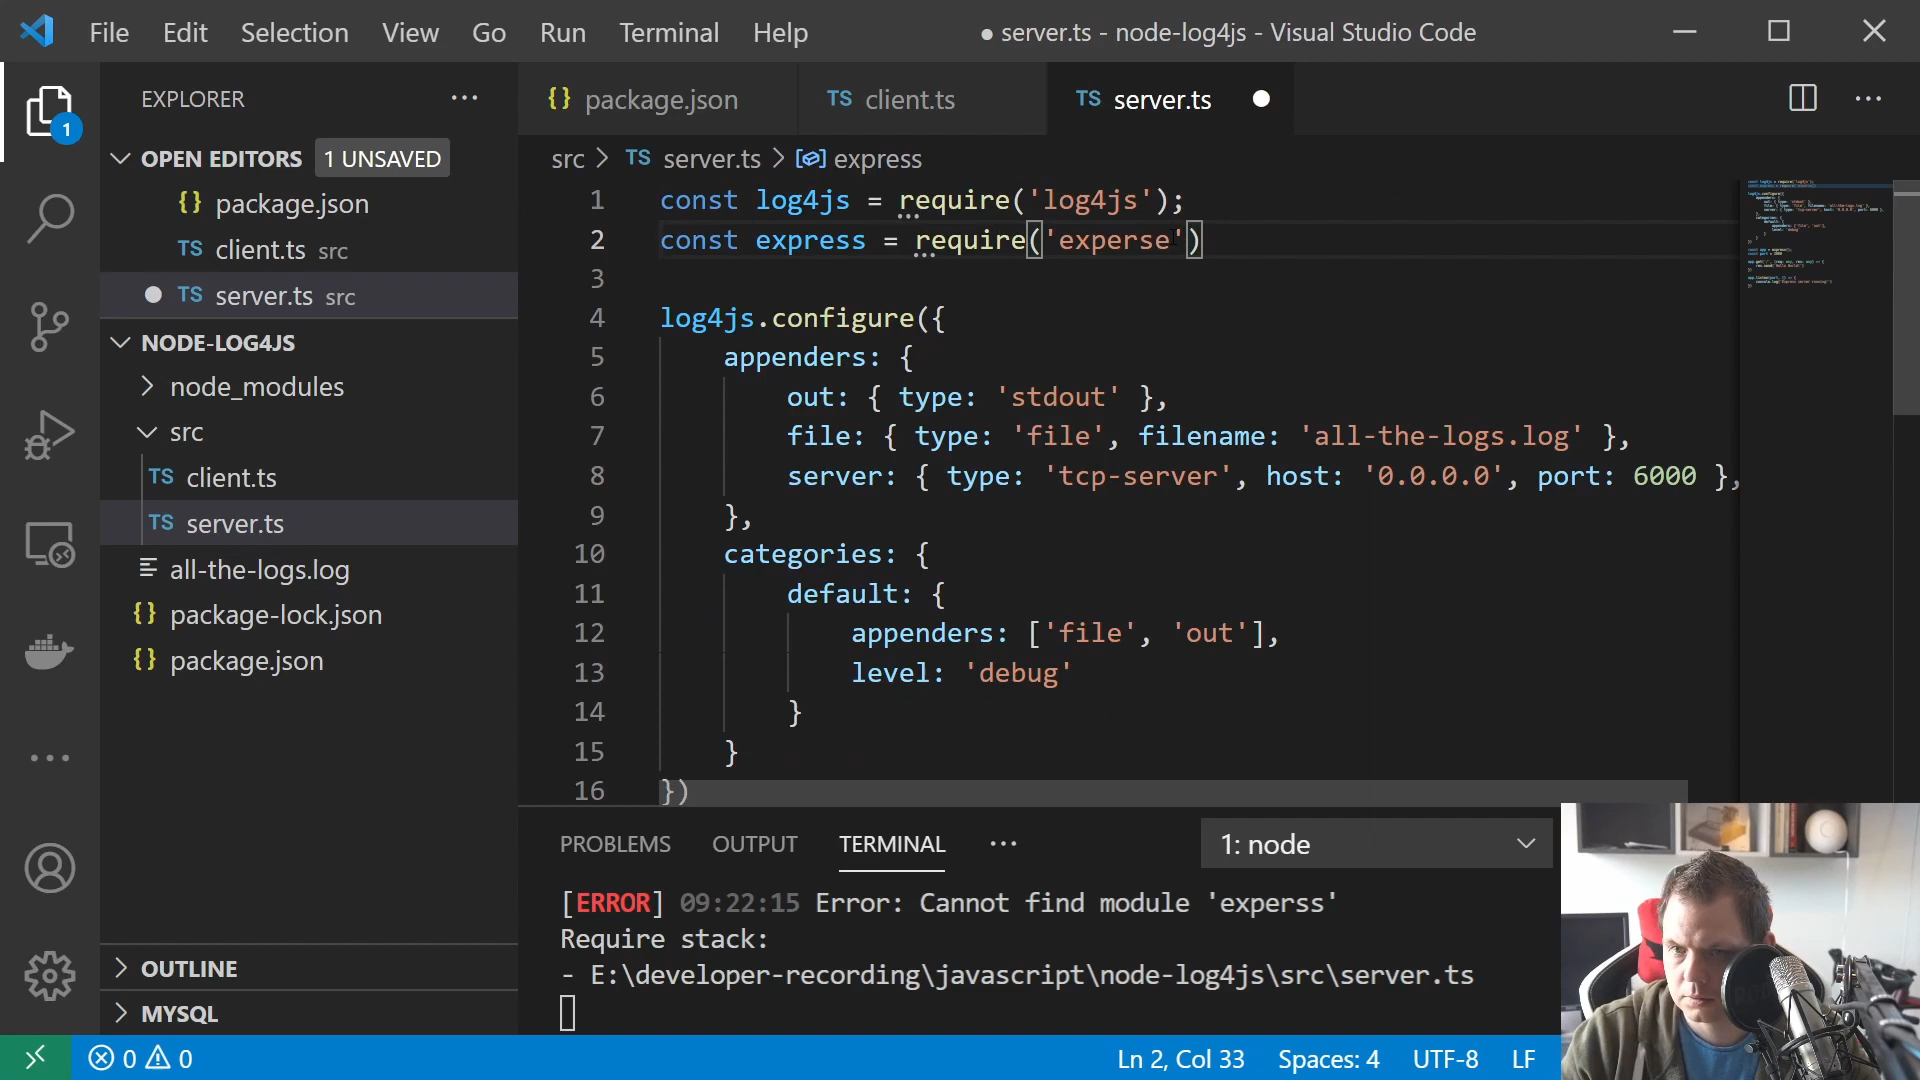 File Edit Selection View Go Run Terminal Help ● server.ts - node-log4js - Visual Studio Code
EXPLORER
1
OPEN EDITORS 1 UNSAVED
{} package.json
TS client.ts src
● TS server.ts src
NODE-LOG4JS
node_modules
src
TS client.ts
TS server.ts
all-the-logs.log
{} package-lock.json
{} package.json
OUTLINE
MYSQL
{} package.json TS client.ts TS server.ts ●
src > TS server.ts > express
1 const log4js = require('log4js');
2 const express = require('experse')
3
4 log4js.configure({
5 appenders: {
6 out: { type: 'stdout' },
7 file: { type: 'file', filename: 'all-the-logs.log' },
8 server: { type: 'tcp-server', host: '0.0.0.0', port: 6000 },
9 },
10 categories: {
11 default: {
12 appenders: ['file', 'out'],
13 level: 'debug'
14 }
15 }
16 })
PROBLEMS OUTPUT TERMINAL ··· 1: node
[ERROR] 09:22:15 Error: Cannot find module 'experss'
Require stack:
- E:\developer-recording\javascript\node-log4js\src\server.ts
0 0 Ln 2, Col 33 Spaces: 4 UTF-8 LF